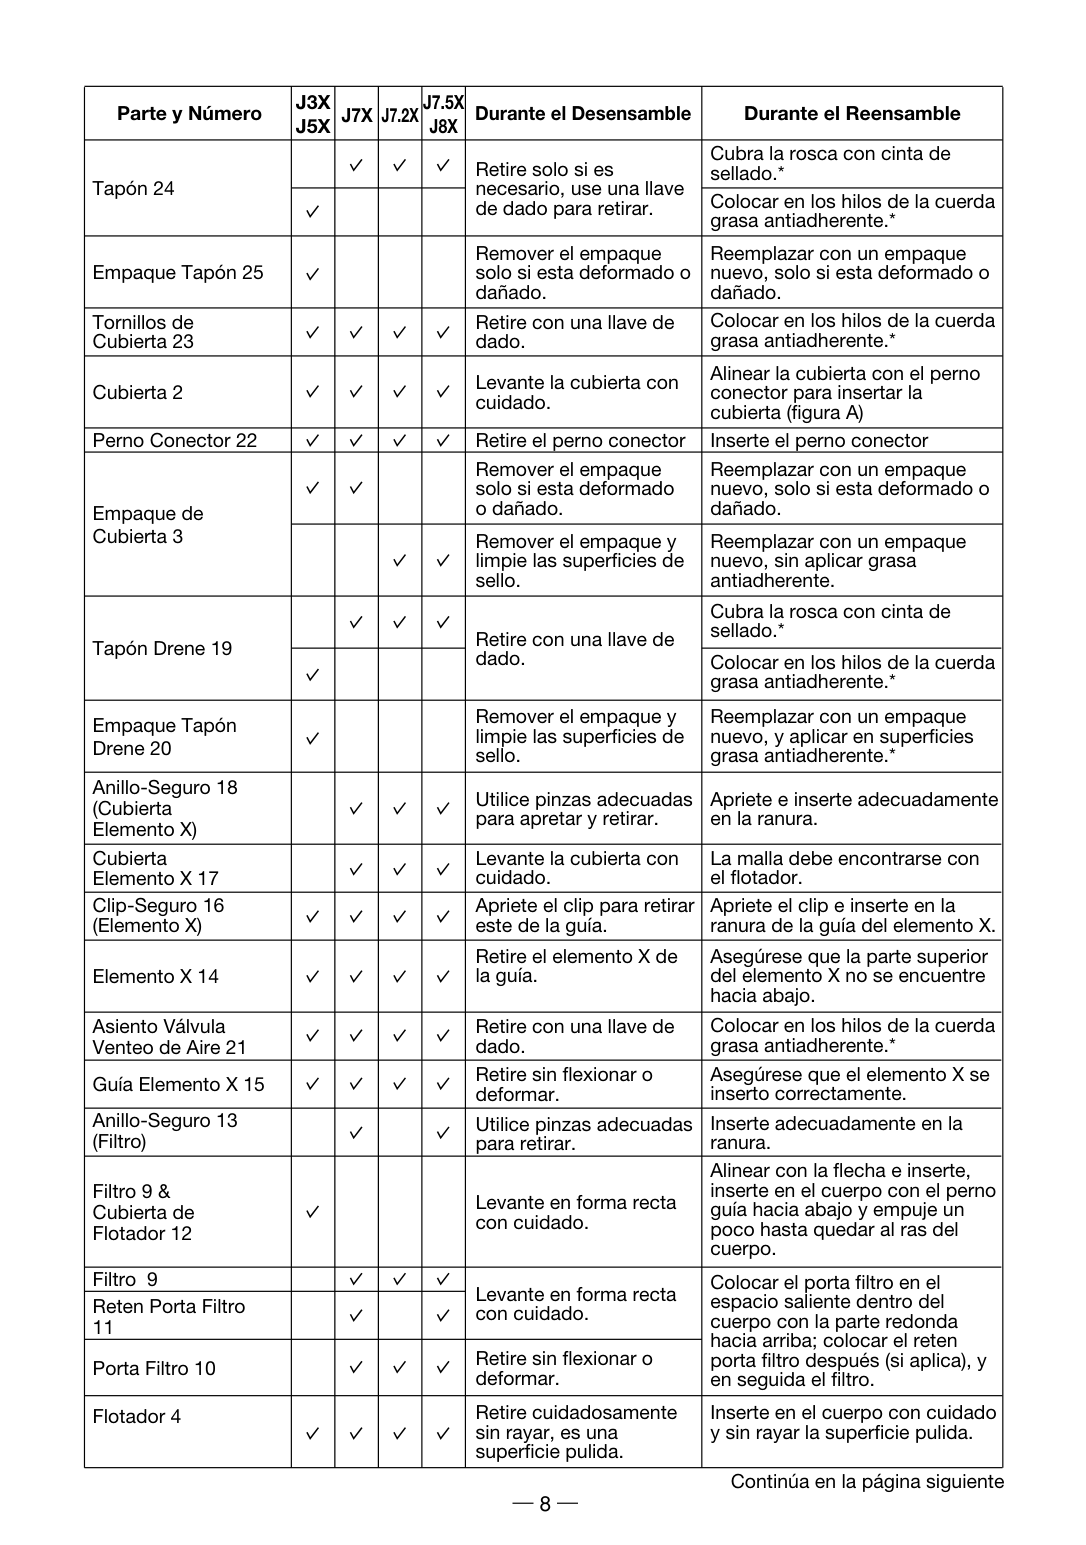 Parte y Número
J3X
J5X
J7X
J7.2X
J7.5X
J8X
Durante el Desensamble
Durante el Reensamble
Tapón 24
✓ ✓ ✓
Retire solo si es
necesario, use una llave
de dado para retirar.
Cubra la rosca con cinta de
sellado.*
✓
Colocar en los hilos de la cuerda
grasa antiadherente.*
Empaque Tapón 25
✓
Remover el empaque
solo si esta deformado o
dañado.
Reemplazar con un empaque
nuevo, solo si esta deformado o
dañado.
Tornillos de
Cubierta 23
✓ ✓ ✓ ✓
Retire con una llave de
dado.
Colocar en los hilos de la cuerda
grasa antiadherente.*
Cubierta 2
✓ ✓ ✓ ✓
Levante la cubierta con
cuidado.
Alinear la cubierta con el perno
conector para insertar la
cubierta (figura A)
Perno Conector 22 ✓ ✓ ✓ ✓ Retire el perno conector Inserte el perno conector
Empaque de
Cubierta 3
✓ ✓
Remover el empaque
solo si esta deformado
o dañado.
Reemplazar con un empaque
nuevo, solo si esta deformado o
dañado.
✓ ✓
Remover el empaque y
limpie las superficies de
sello.
Reemplazar con un empaque
nuevo, sin aplicar grasa
antiadherente.
Tapón Drene 19
✓ ✓ ✓
Retire con una llave de
dado.
Cubra la rosca con cinta de
sellado.*
✓
Colocar en los hilos de la cuerda
grasa antiadherente.*
Empaque Tapón
Drene 20
✓
Remover el empaque y
limpie las superficies de
sello.
Reemplazar con un empaque
nuevo, y aplicar en superficies
grasa antiadherente.*
Anillo-Seguro 18
(Cubierta
Elemento X)
✓ ✓ ✓
Utilice pinzas adecuadas
para apretar y retirar.
Apriete e inserte adecuadamente
en la ranura.
Cubierta
Elemento X 17
✓ ✓ ✓
Levante la cubierta con
cuidado.
La malla debe encontrarse con
el flotador.
Clip-Seguro 16
(Elemento X)
✓ ✓ ✓ ✓
Apriete el clip para retirar
este de la guía.
Apriete el clip e inserte en la
ranura de la guía del elemento X.
Elemento X 14
✓ ✓ ✓ ✓
Retire el elemento X de
la guía.
Asegúrese que la parte superior
del elemento X no se encuentre
hacia abajo.
Asiento Válvula
Venteo de Aire 21
✓ ✓ ✓ ✓
Retire con una llave de
dado.
Colocar en los hilos de la cuerda
grasa antiadherente.*
Guía Elemento X 15
✓ ✓ ✓ ✓
Retire sin flexionar o
deformar.
Asegúrese que el elemento X se
inserto correctamente.
Anillo-Seguro 13
(Filtro)
✓ ✓
Utilice pinzas adecuadas
para retirar.
Inserte adecuadamente en la
ranura.
Filtro 9 &
Cubierta de
Flotador 12
✓
Levante en forma recta
con cuidado.
Alinear con la flecha e inserte,
inserte en el cuerpo con el perno
guía hacia abajo y empuje un
poco hasta quedar al ras del
cuerpo.
Filtro 9
✓ ✓ ✓
Levante en forma recta
con cuidado.
Reten Porta Filtro
11
✓ ✓
Porta Filtro 10
✓ ✓ ✓
Retire sin flexionar o
deformar.
Colocar el porta filtro en el
espacio saliente dentro del
cuerpo con la parte redonda
hacia arriba; colocar el reten
porta filtro después (si aplica), y
en seguida el filtro.
Flotador 4
✓ ✓ ✓ ✓
Retire cuidadosamente
sin rayar, es una
superficie pulida.
Inserte en el cuerpo con cuidado
y sin rayar la superficie pulida.
Continúa en la página siguiente
— 8 —